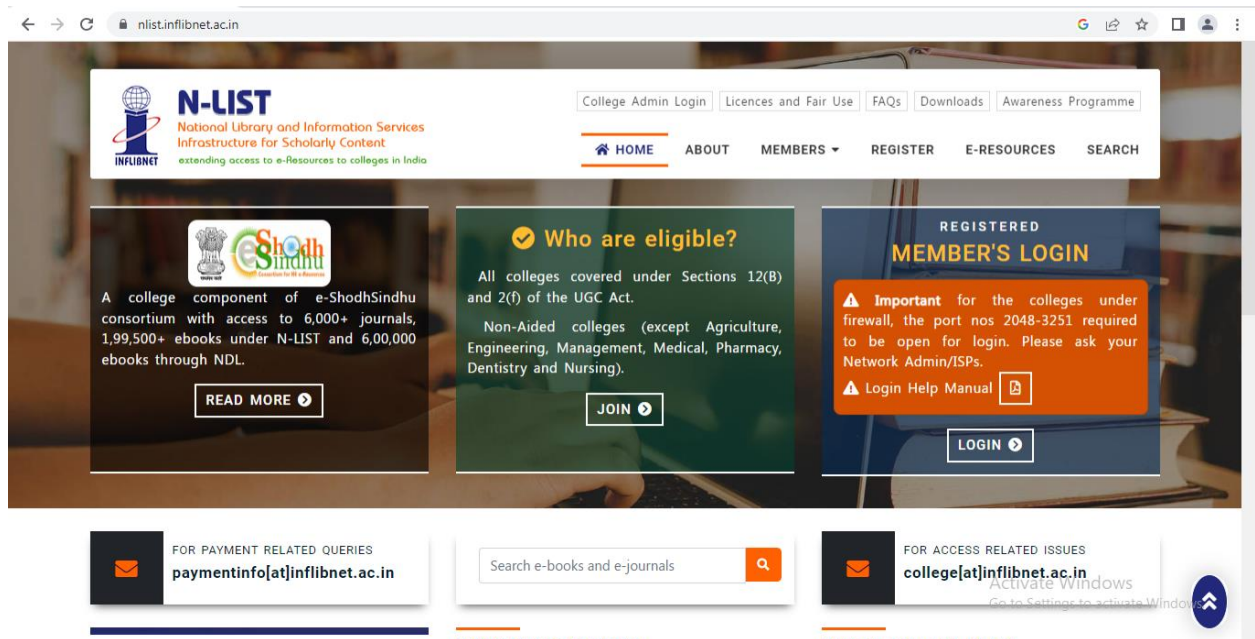 nlist.inflibnet.ac.in
INFLIBNET
N-LIST
National Library and Information Services
Infrastructure for Scholarly Content
extending access to e-Resources to colleges in India
College Admin Login
Licences and Fair Use
FAQs
Downloads
Awareness Programme
HOME
ABOUT
MEMBERS
REGISTER
E-RESOURCES
SEARCH
e Shodh
Sindhu
A college component of e-ShodhSindhu
consortium with access to 6,000+ journals,
1,99,500+ ebooks under N-LIST and 6,00,000
ebooks through NDL.
READ MORE
Who are eligible?
All colleges covered under Sections 12(B)
and 2(f) of the UGC Act.
Non-Aided colleges (except Agriculture,
Engineering, Management, Medical, Pharmacy,
Dentistry and Nursing).
JOIN
REGISTERED
MEMBER'S LOGIN
Important for the colleges under
firewall, the port nos 2048-3251 required
to be open for login. Please ask your
Network Admin/ISPs.
Login Help Manual
LOGIN
FOR PAYMENT RELATED QUERIES
paymentinfo[at]inflibnet.ac.in
Search e-books and e-journals
FOR ACCESS RELATED ISSUES
college[at]inflibnet.ac.in
Activate Windows
Go to Settings to activate Windows